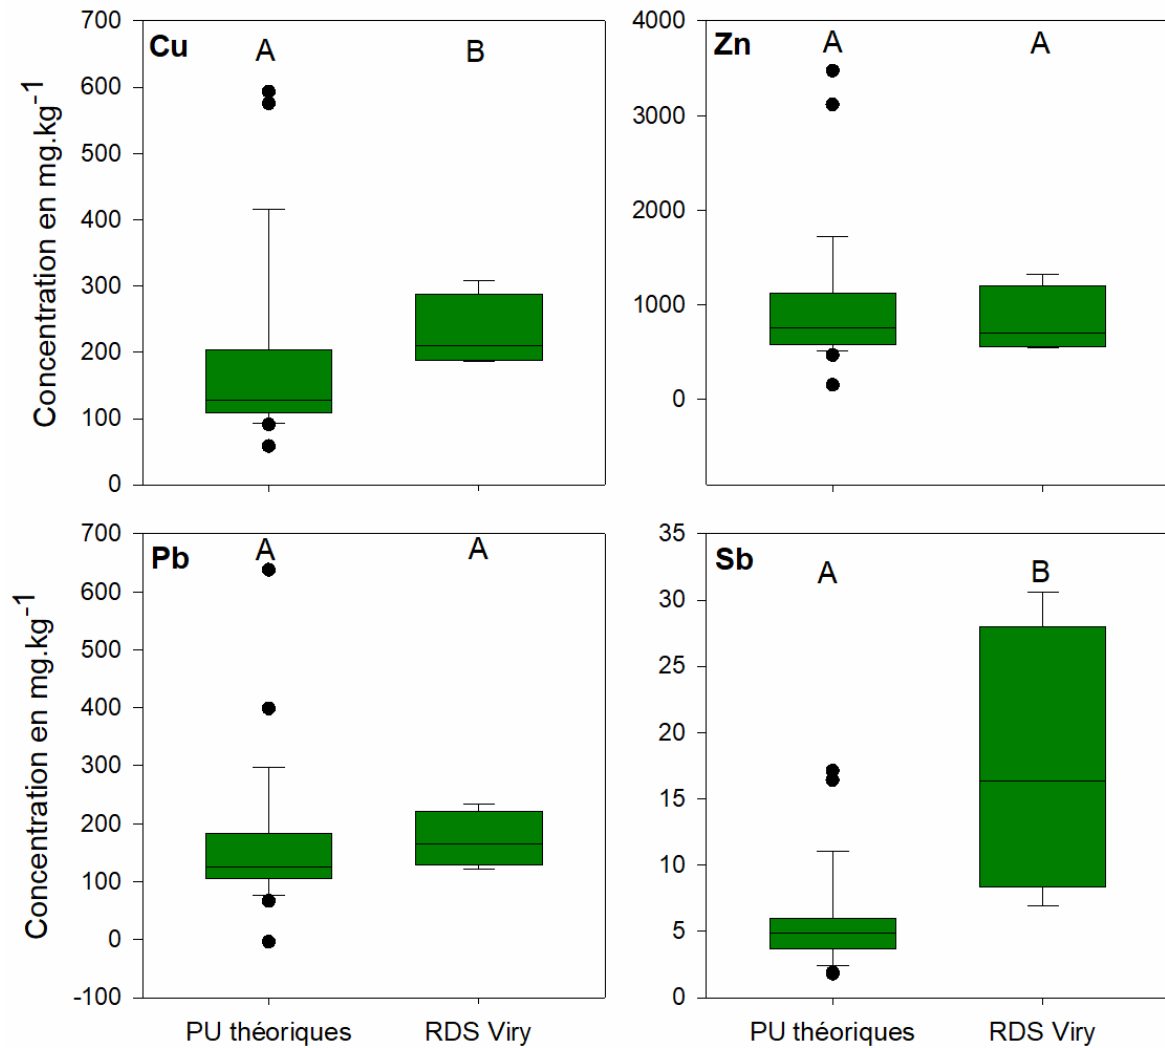 Concentration en mg.kg-1
700
600
500
400
300
200
100
0
Cu
A
B
4000
3000
2000
1000
0
Zn
A
A
Concentration en mg.kg-1
700
600
500
400
300
200
100
0
-100
Pb
A
A
PU théoriques
RDS Viry
35
30
25
20
15
10
5
0
Sb
A
B
PU théoriques
RDS Viry